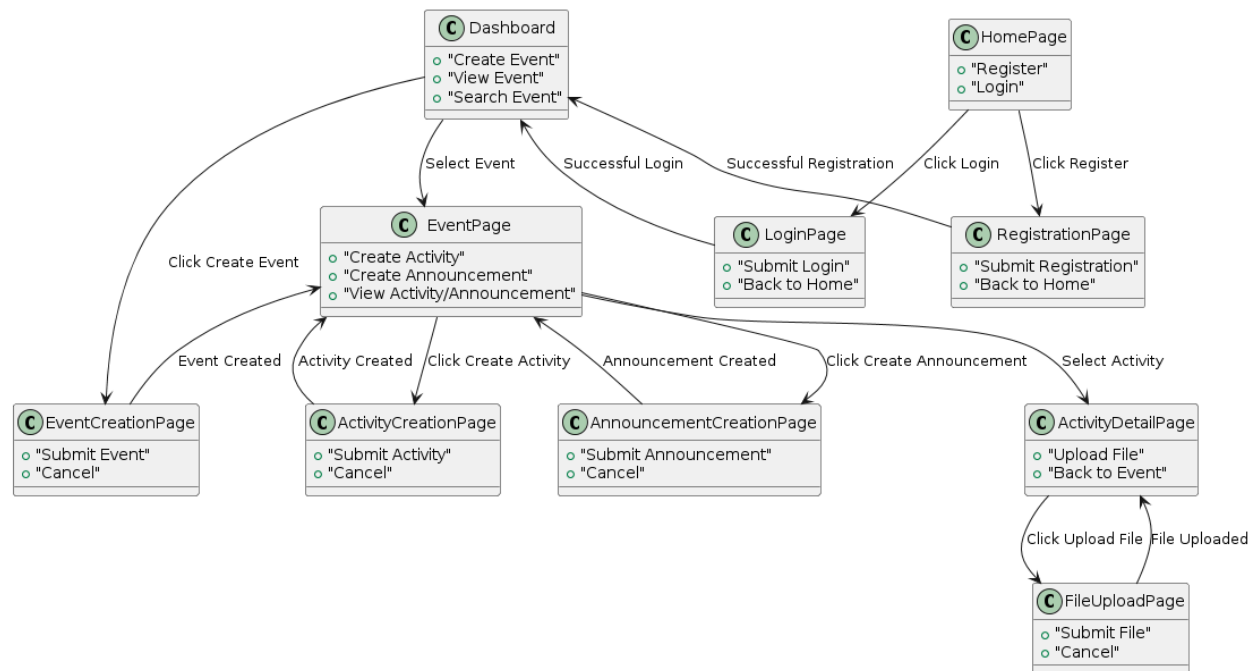 C Dashboard
"Create Event"
"View Event"
"Search Event"
C HomePage
"Register"
"Login"
Select Event
Successful Login
Successful Registration
Click Login
Click Register
C EventPage
"Create Activity"
"Create Announcement"
"View Activity/Announcement"
C LoginPage
"Submit Login"
"Back to Home"
C RegistrationPage
"Submit Registration"
"Back to Home"
Click Create Event
Event Created
Activity Created
Click Create Activity
Announcement Created
Click Create Announcement
Select Activity
C EventCreationPage
"Submit Event"
"Cancel"
C ActivityCreationPage
"Submit Activity"
"Cancel"
C AnnouncementCreationPage
"Submit Announcement"
"Cancel"
C ActivityDetailPage
"Upload File"
"Back to Event"
Click Upload File
File Uploaded
C FileUploadPage
"Submit File"
"Cancel"